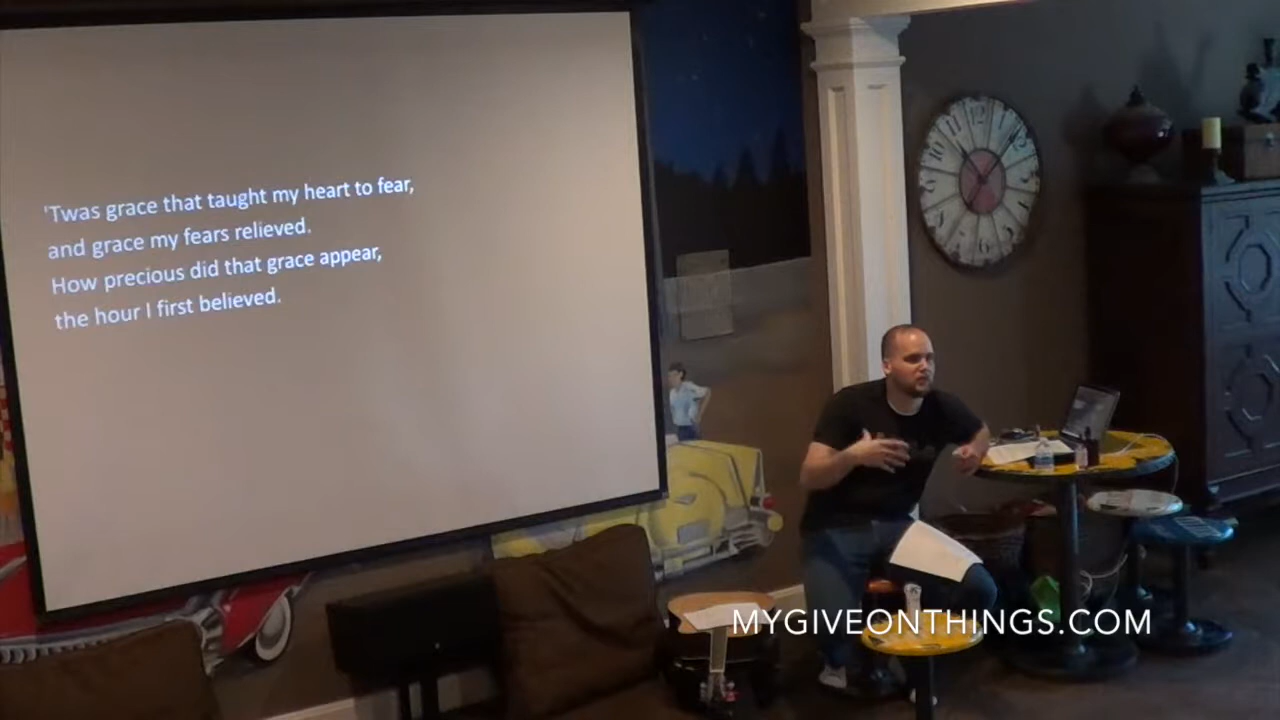 'Twas grace that taught my heart to fear,
and grace my fears relieved.
How precious did that grace appear,
the hour I first believed.
12
MYGIVEONTHINGS.COM